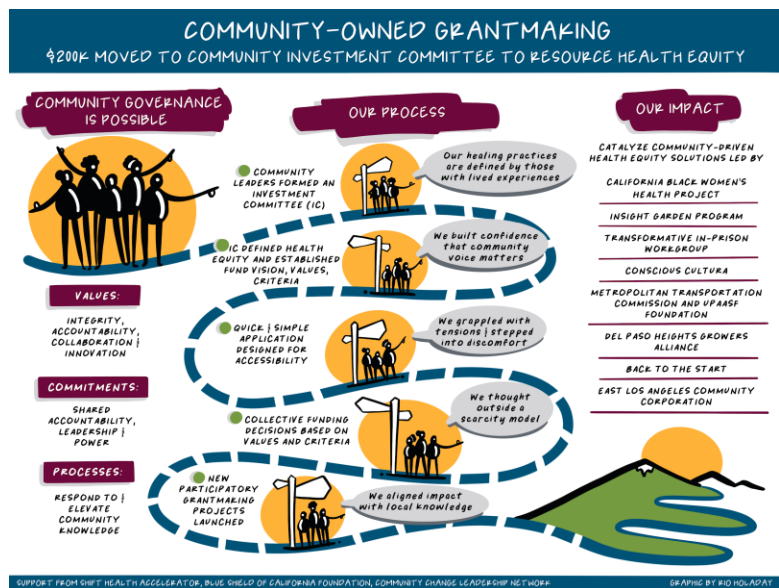 COMMUNITY-OWNED GRANTMAKING
$200K MOVED TO COMMUNITY INVESTMENT COMMITTEE TO RESOURCE HEALTH EQUITY
COMMUNITY GOVERNANCE
IS POSSIBLE
VALUES:
INTEGRITY,
ACCOUNTABILITY,
COLLABORATION &
INNOVATION
COMMITMENTS:
SHARED
ACCOUNTABILITY,
LEADERSHIP &
POWER
PROCESSES:
RESPOND TO &
ELEVATE
COMMUNITY
KNOWLEDGE
OUR PROCESS
COMMUNITY
LEADERS FORMED AN
INVESTMENT
COMMITTEE (IC)
Our healing practices
are defined by those
with lived experiences
IC DEFINED HEALTH
EQUITY AND ESTABLISHED
FUND VISION, VALUES,
CRITERIA
We built confidence
that community
voice matters
QUICK & SIMPLE
APPLICATION
DESIGNED FOR
ACCESSIBILITY
We grappled with
tensions & stepped
into discomfort
COLLECTIVE FUNDING
DECISIONS BASED ON
VALUES AND CRITERIA
We thought
outside a
scarcity model
NEW
PARTICIPATORY
GRANTMAKING
PROJECTS
LAUNCHED
We aligned impact
with local knowledge
OUR IMPACT
CATALYZE COMMUNITY-DRIVEN
HEALTH EQUITY SOLUTIONS LED BY
CALIFORNIA BLACK WOMEN'S
HEALTH PROJECT
INSIGHT GARDEN PROGRAM
TRANSFORMATIVE IN-PRISON
WORKGROUP
CONSCIOUS CULTURA
METROPOLITAN TRANSPORTATION
COMMISSION AND UPAASF
FOUNDATION
DEL PASO HEIGHTS GROWERS
ALLIANCE
BACK TO THE START
EAST LOS ANGELES COMMUNITY
CORPORATION
SUPPORT FROM SHIFT HEALTH ACCELERATOR, BLUE SHIELD OF CALIFORNIA FOUNDATION, COMMUNITY CHANGE LEADERSHIP NETWORK
GRAPHIC BY RIO HOLADAY